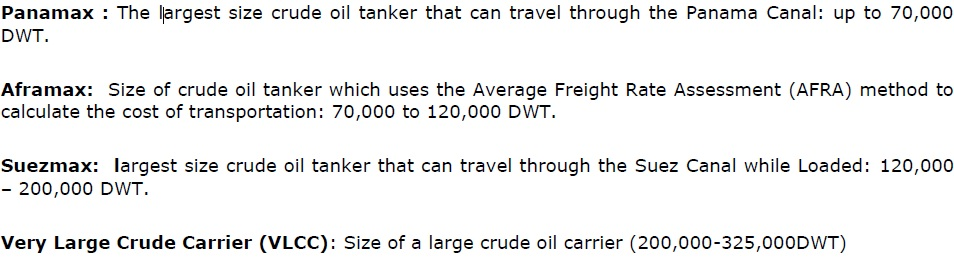 Panamax : The largest size crude oil tanker that can travel through the Panama Canal: up to 70,000
DWT.
Aframax: Size of crude oil tanker which uses the Average Freight Rate Assessment (AFRA) method to
calculate the cost of transportation: 70,000 to 120,000 DWT.
Suezmax: largest size crude oil tanker that can travel through the Suez Canal while Loaded: 120,000
– 200,000 DWT.
Very Large Crude Carrier (VLCC): Size of a large crude oil carrier (200,000-325,000DWT)